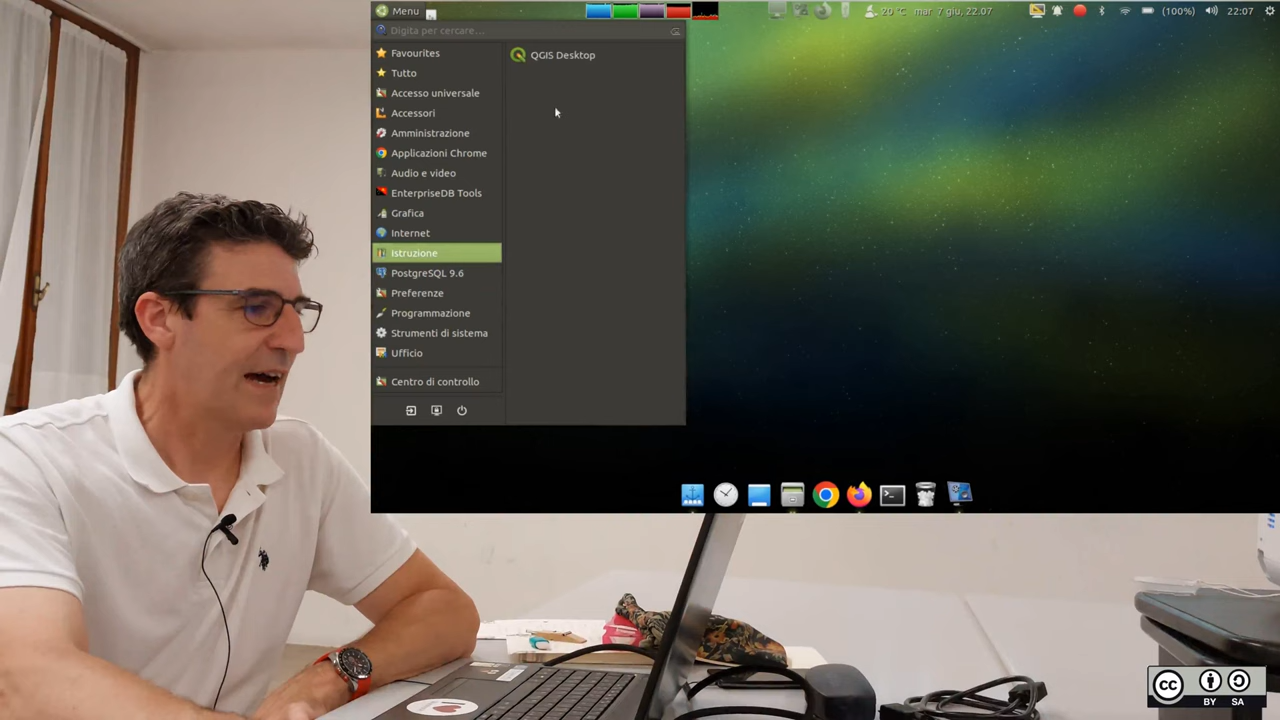 Menu
20 °C mar 7 giu, 22.07
(100%)
22:07
Digita per cercare...
Favourites
Tutto
Accesso universale
Accessori
Amministrazione
Applicazioni Chrome
Audio e video
EnterpriseDB Tools
Grafica
Internet
Istruzione
PostgreSQL 9.6
Preferenze
Programmazione
Strumenti di sistema
Ufficio
Centro di controllo
QGIS Desktop
CC
BY SA